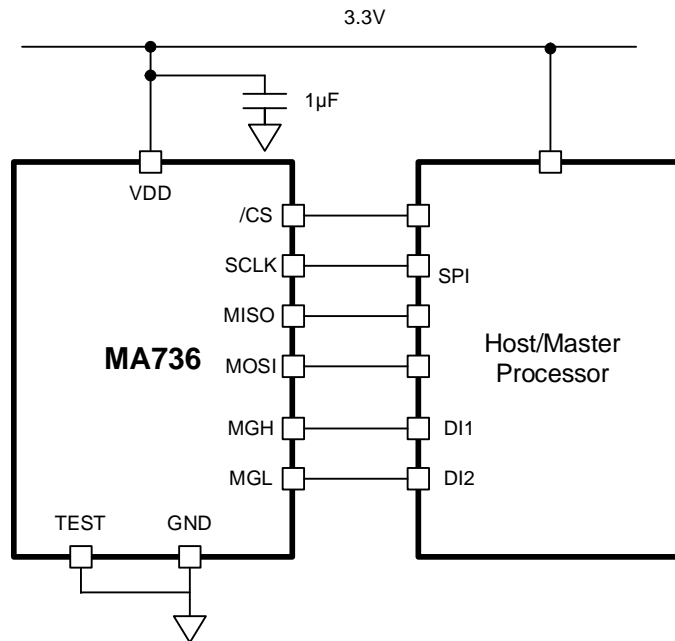 3.3V
1µF
VDD
/CS
SCLK
SPI
MISO
MA736
MOSI
Host/Master
Processor
MGH
DI1
MGL
DI2
TEST
GND